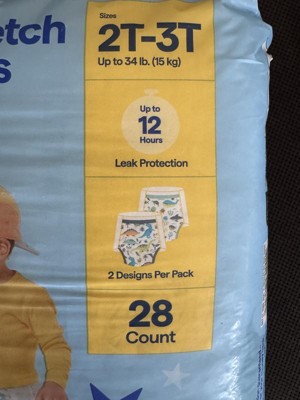 etch
s
Sizes
2T-3T
Up to 34 lb. (15 kg)
Up to
12
Hours
Leak Protection
2 Designs Per Pack
28
Count